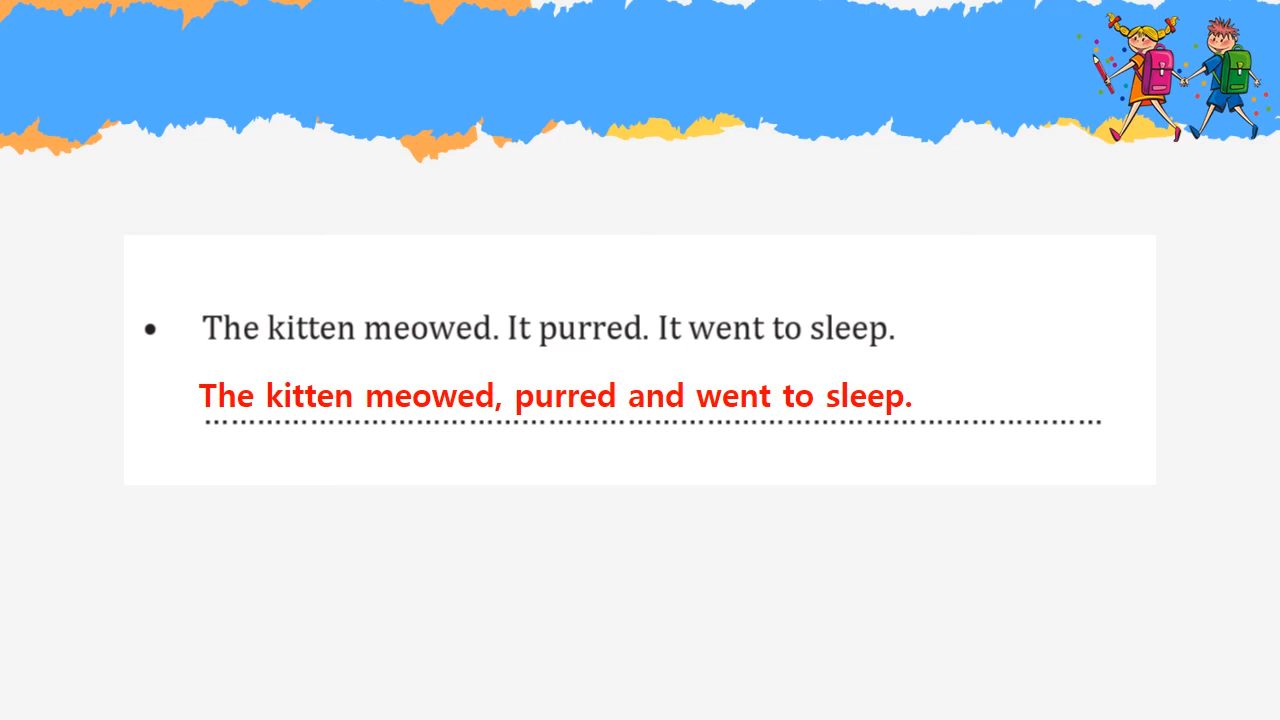 • The kitten meowed. It purred. It went to sleep.
The kitten meowed, purred and went to sleep.